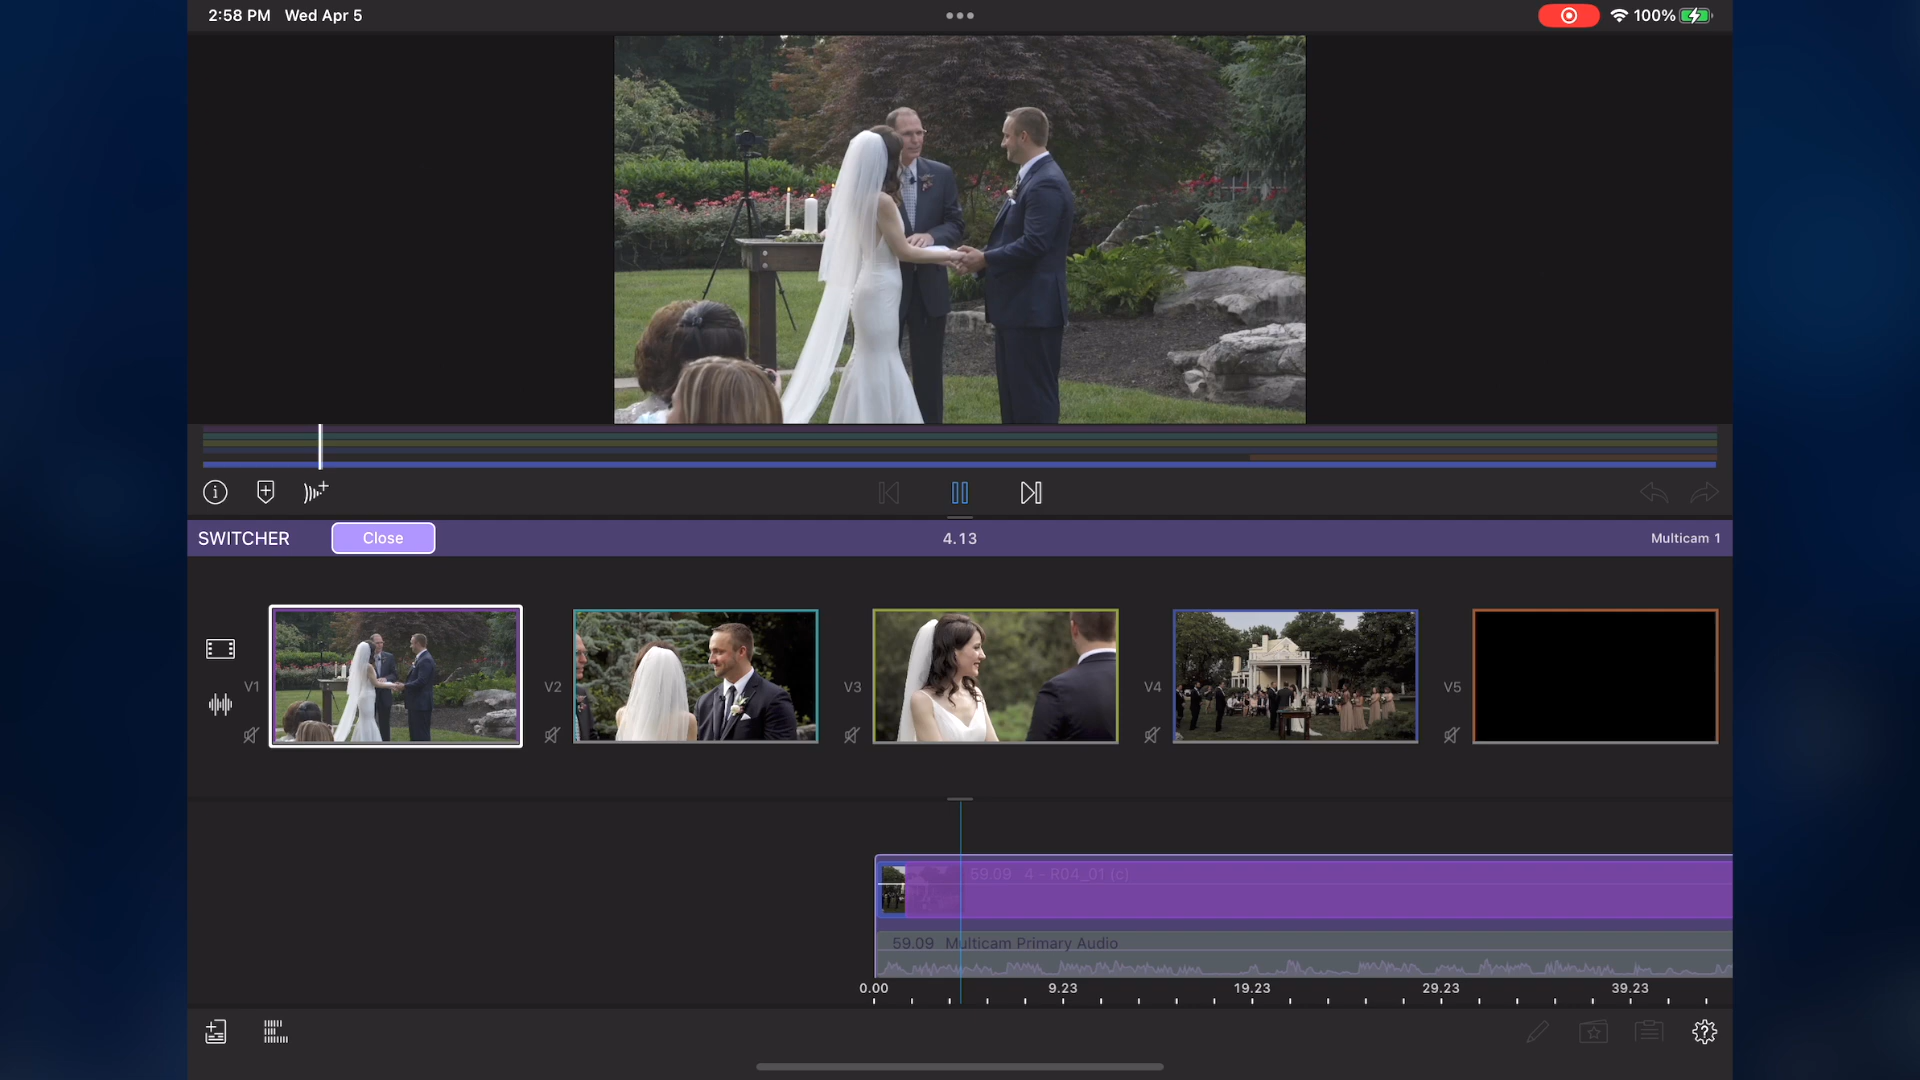 2:58 PM Wed Apr 5
100%
SWITCHER Close 4.13 Multicam 1
V1 V2 V3 V4 V5
59.09 4 - R04_01 (c)
59.09 Multicam Primary Audio
0.00 9.23 19.23 29.23 39.23